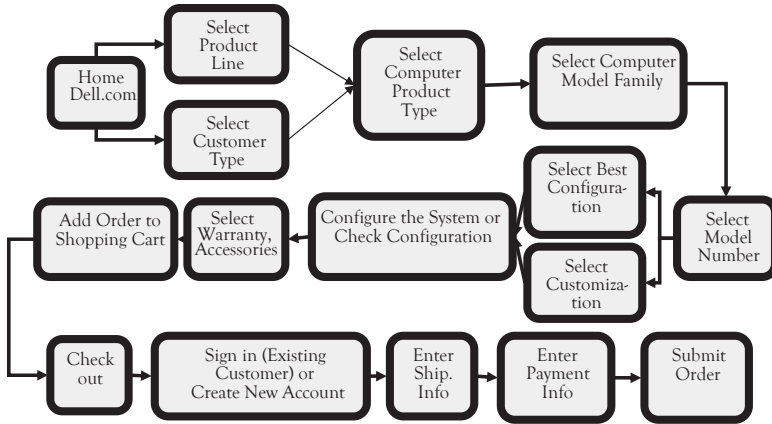 Home
Dell.com
Select
Product
Line
Select
Customer
Type
Select
Computer
Product
Type
Select Computer
Model Family
Select
Model
Number
Select Best
Configura-
tion
Select
Customiza-
tion
Configure the System or
Check Configuration
Select
Warranty,
Accessories
Add Order to
Shopping Cart
Check
out
Sign in (Existing
Customer) or
Create New Account
Enter
Ship.
Info
Enter
Payment
Info
Submit
Order